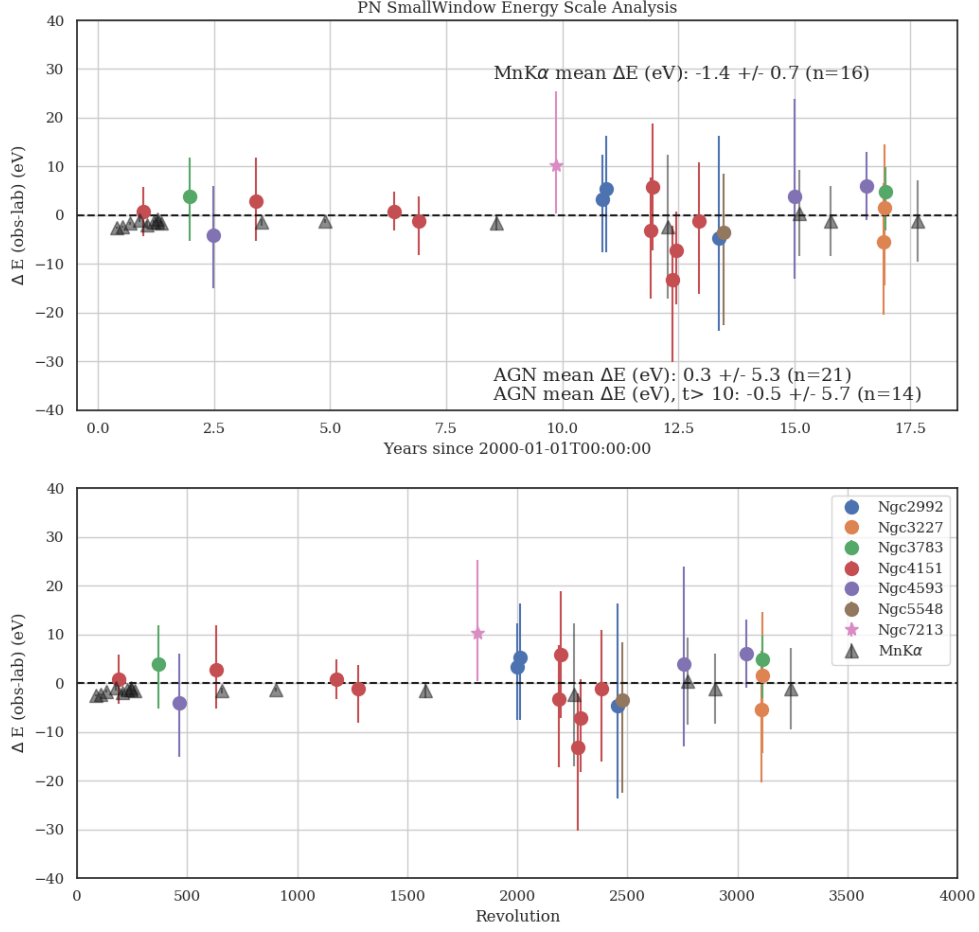 PN SmallWindow Energy Scale Analysis
40
30
20
10
0
−10
−20
−30
−40
Δ E (obs-lab) (eV)
MnKα mean ΔE (eV): -1.4 +/- 0.7 (n=16)
AGN mean ΔE (eV): 0.3 +/- 5.3 (n=21)
AGN mean ΔE (eV), t> 10: -0.5 +/- 5.7 (n=14)
0.0 2.5 5.0 7.5 10.0 12.5 15.0 17.5
Years since 2000-01-01T00:00:00
40
30
20
10
0
−10
−20
−30
−40
Δ E (obs-lab) (eV)
Ngc2992
Ngc3227
Ngc3783
Ngc4151
Ngc4593
Ngc5548
Ngc7213
MnKα
0 500 1000 1500 2000 2500 3000 3500 4000
Revolution